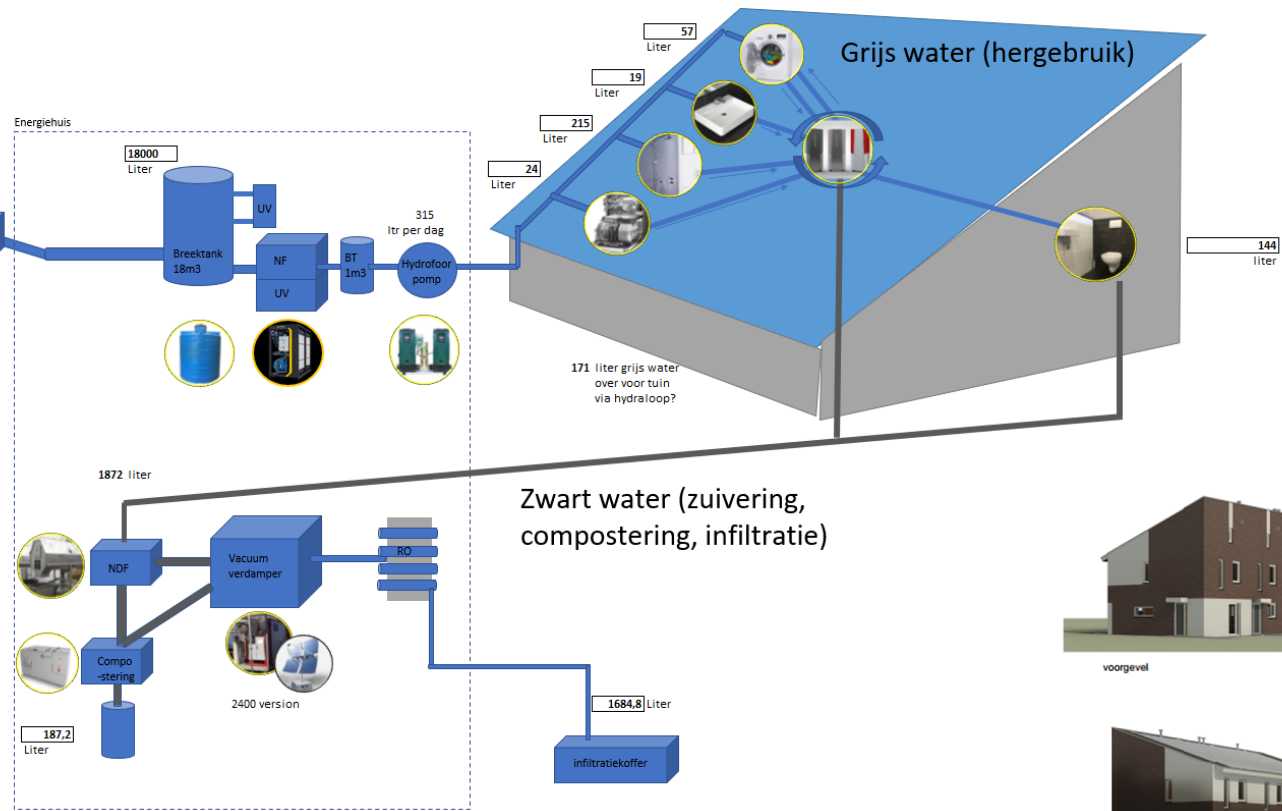 57
Liter
Grijs water (hergebruik)
19
Liter
215
Liter
24
Liter
Energiehuis
18000
Liter
UV
Breektank
18m3
NF
UV
BT
1m3
315
ltr per dag
Hydrofoor
pomp
144
liter
171 liter grijs water
over voor tuin
via hydraloop?
1872 liter
Zwart water (zuivering,
compostering, infiltratie)
NDF
Vacuum
verdamper
RO
Compo
-stering
2400 version
187,2
Liter
1684,8 Liter
infiltratiekoffer
voorgevel